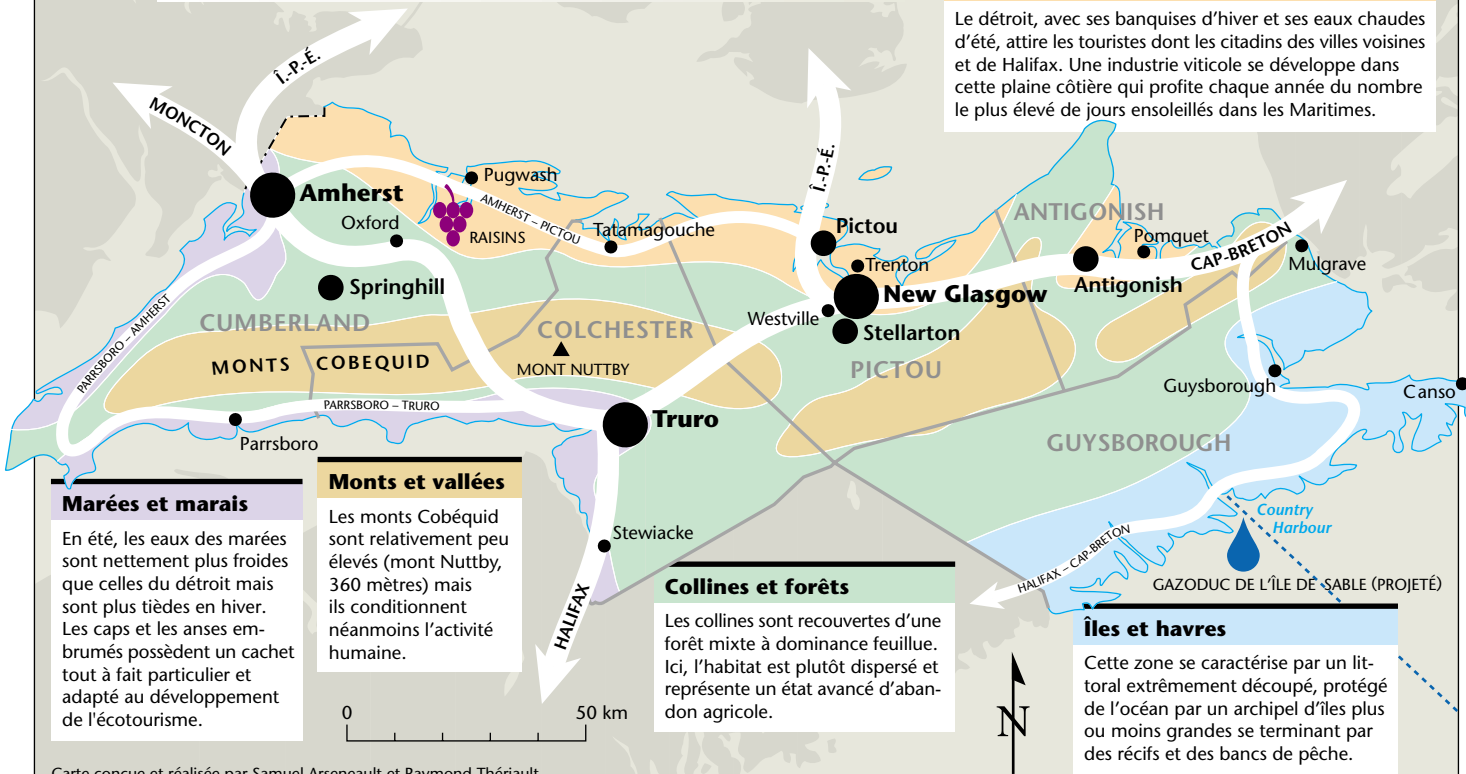 Le détroit, avec ses banquises d’hiver et ses eaux chaudes
d’été, attire les touristes dont les citadins des villes voisines
et de Halifax. Une industrie viticole se développe dans
cette plaine côtière qui profite chaque année du nombre
le plus élevé de jours ensoleillés dans les Maritimes.
Î.-P.-É.
MONCTON
Î.-P.-É.
Amherst
Oxford
Pugwash
AMHERST – PICTOU
RAISINS
Tatamagouche
Pictou
Trenton
ANTIGONISH
Pomquet
CAP-BRETON
Mulgrave
Antigonish
Springhill
New Glasgow
Westville
Stellarton
PARRSBORO – AMHERST
CUMBERLAND
COLCHESTER
MONTS COBEQUID
MONT NUTTBY
PICTOU
Guysborough
Canso
PARRSBORO – TRURO
Parrsboro
Truro
GUYSBOROUGH
Stewiacke
HALIFAX
HALIFAX – CAP-BRETON
Country
Harbour
GAZODUC DE L’ÎLE DE SABLE (PROJETÉ)
Marées et marais
En été, les eaux des marées
sont nettement plus froides
que celles du détroit mais
sont plus tièdes en hiver.
Les caps et les anses em-
brumés possèdent un cachet
tout à fait particulier et
adapté au développement
de l'écotourisme.
Monts et vallées
Les monts Cobéquid
sont relativement peu
élevés (mont Nuttby,
360 mètres) mais
ils conditionnent
néanmoins l’activité
humaine.
Collines et forêts
Les collines sont recouvertes d’une
forêt mixte à dominance feuillue.
Ici, l’habitat est plutôt dispersé et
représente un état avancé d’aban-
don agricole.
Îles et havres
Cette zone se caractérise par un lit-
toral extrêmement découpé, protégé
de l’océan par un archipel d’îles plus
ou moins grandes se terminant par
des récifs et des bancs de pêche.
0 50 km
N
Carte conçue et réalisée par Samuel Arseneault et Raymond Thériault